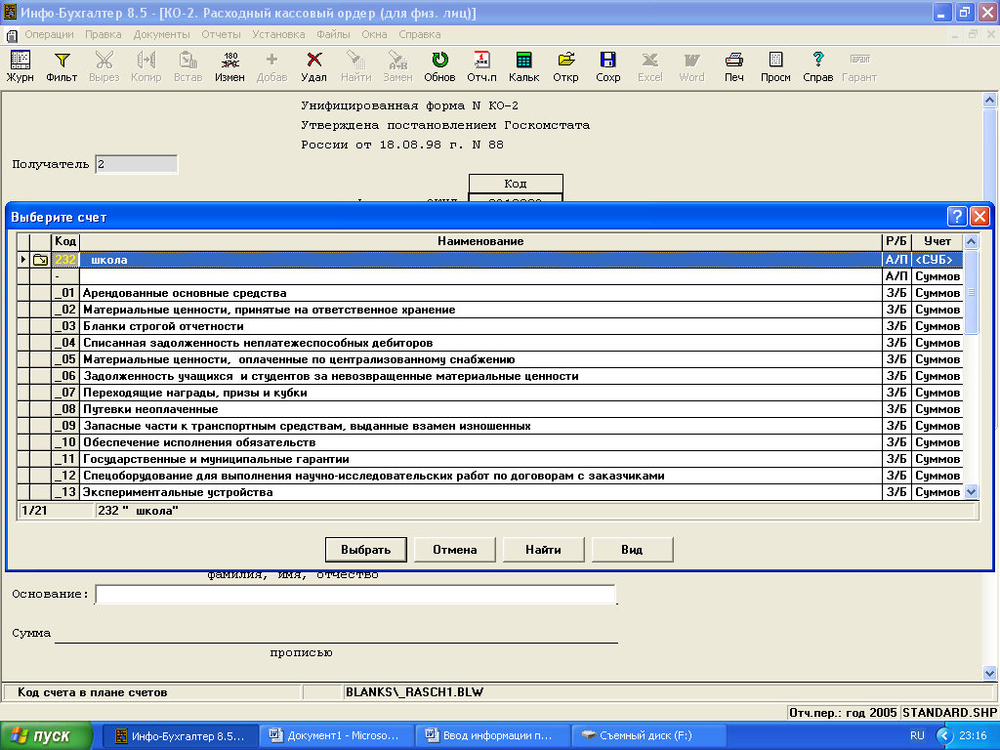 Инфо-Бухгалтер 8.5 - [КО-2. Расходный кассовый ордер (для физ. лиц)]
Операции Правка Документы Отчеты Установка Файлы Окна Справка
Журн Фильт Вырез Копир Встав Измен Добав Удал Найти Замен Обнов Отч.п Кальк Откр Сохр Excel Word Печ Просм Спрa Гарант
Унифицированная форма N КО-2
Утверждена постановлением Госкомстата
России от 18.08.98 г. N 88
Получатель 2
Код
Выберите счет
Код Наименование Р/Б Учет
232 школа А/П <СУБ>
- А/П Суммов
_01 Арендованные основные средства З/Б Суммов
_02 Материальные ценности, принятые на ответственное хранение З/Б Суммов
_03 Бланки строгой отчетности З/Б Суммов
_04 Списанная задолженность неплатежеспособных дебиторов З/Б Суммов
_05 Материальные ценности, оплаченные по централизованному снабжению З/Б Суммов
_06 Задолженность учащихся и студентов за невозвращенные материальные ценности З/Б Суммов
_07 Переходящие награды, призы и кубки З/Б Суммов
_08 Путевки неоплаченные З/Б Суммов
_09 Запасные части к транспортным средствам, выданные взамен изношенных З/Б Суммов
_10 Обеспечение исполнения обязательств З/Б Суммов
_11 Государственные и муниципальные гарантии З/Б Суммов
_12 Спецоборудование для выполнения научно-исследовательских работ по договорам с заказчиками З/Б Суммов
_13 Экспериментальные устройства З/Б Суммов
1/21 232 " школа"
Выбрать Отмена Найти Вид
фамилия, имя, отчество
Основание:
Сумма
прописью
Код счета в плане счетов BLANKS\_RASCH1.BLW
Отч.пер.: год 2005 STANDARD.SHP
пуск Инфо-Бухгалтер 8.5... Документ1 - Microso... Ввод информации п... Съемный диск (F:) RU 23:16